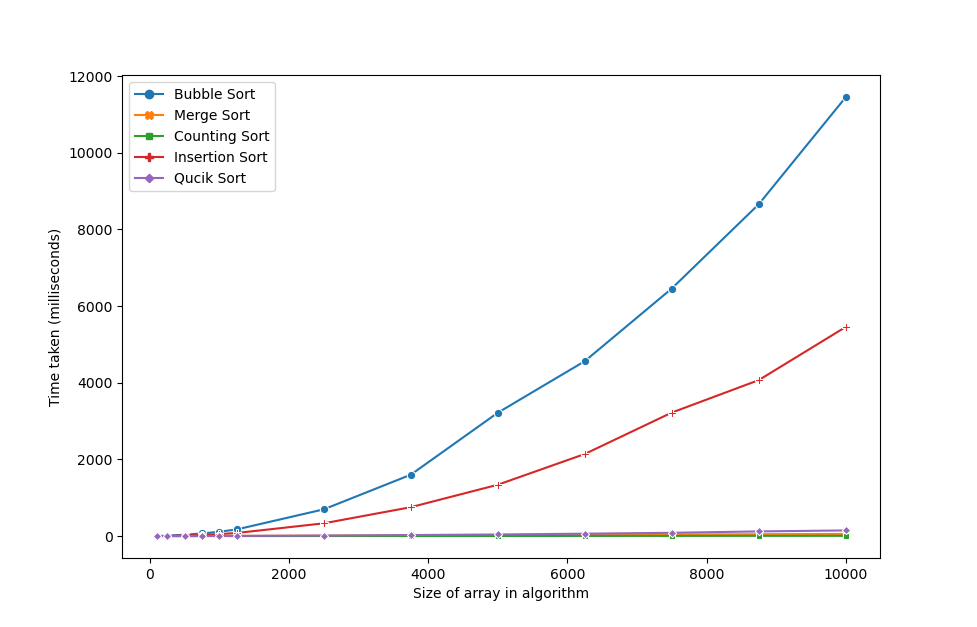 12000
10000
8000
6000
4000
2000
0
Time taken (milliseconds)
Bubble Sort
Merge Sort
Counting Sort
Insertion Sort
Qucik Sort
0 2000 4000 6000 8000 10000
Size of array in algorithm